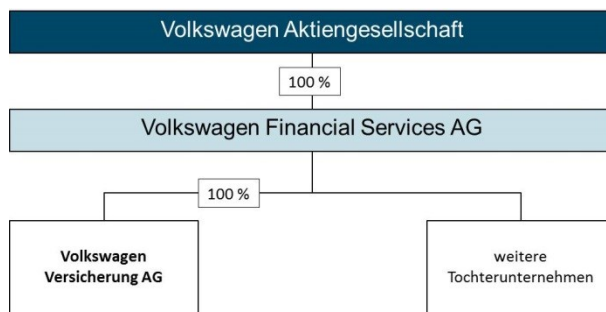 Volkswagen Aktiengesellschaft
100 %
Volkswagen Financial Services AG
100 %
Volkswagen
Versicherung AG
weitere
Tochterunternehmen